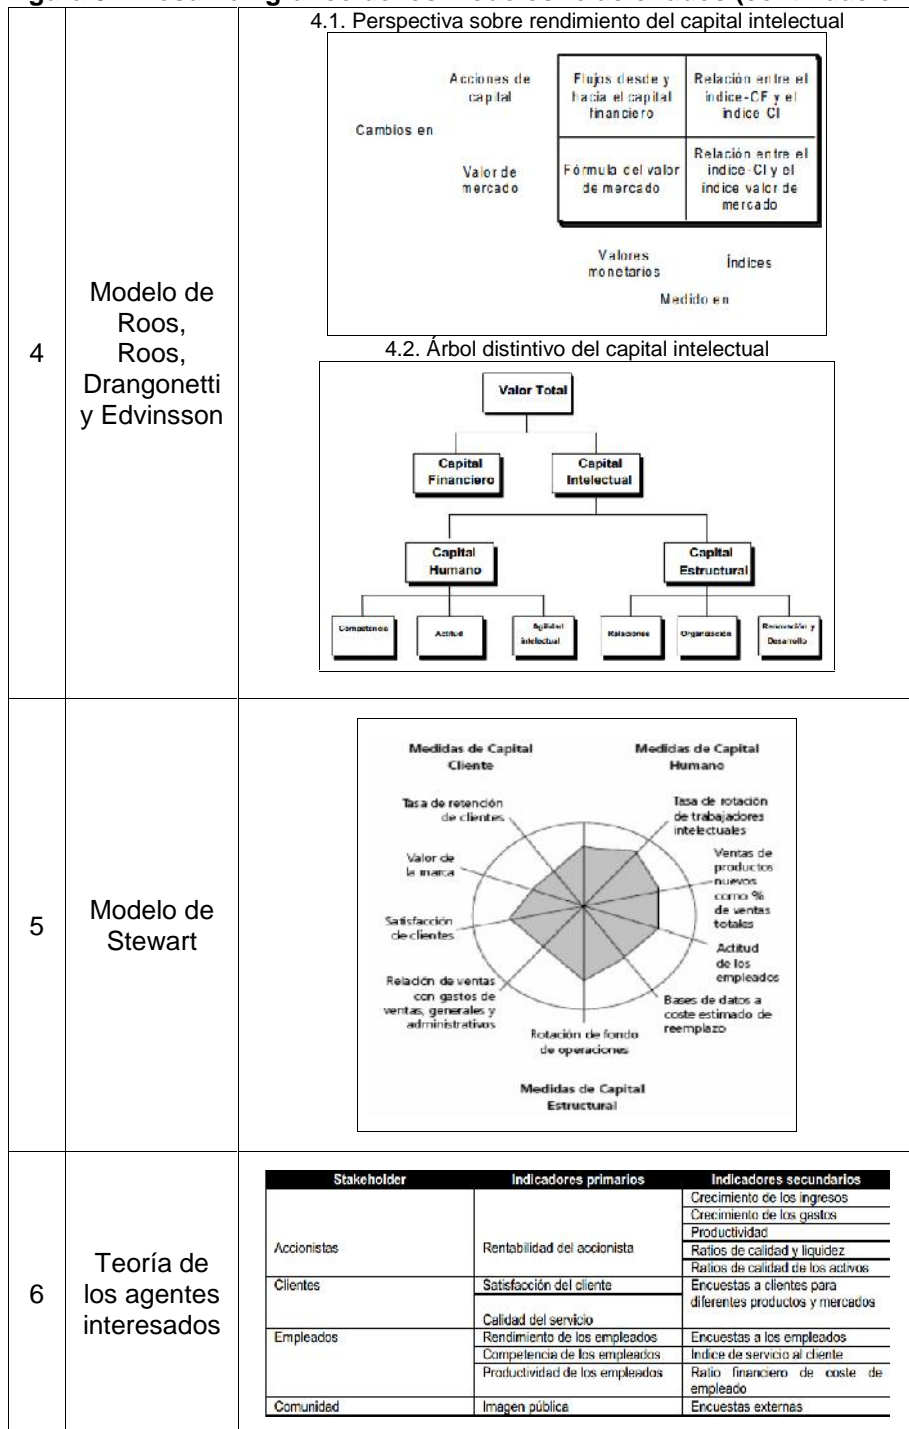 4.1. Perspectiva sobre rendimiento del capital intelectual
Acciones de
capital
Flujos desde y
hacia el capital
financiero
Relación entre el
indice-CF y el
indice CI
Cambios en
Valor de
mercado
Fórmula del valor
de mercado
Relación entre el
indice-CI y el
índice valor de
mercado
Valores
monetarios
Índices
Medido en
4
Modelo de
Roos,
Roos,
Drangonetti
y Edvinsson
4.2. Árbol distintivo del capital intelectual
Valor Total
Capital
Financiero
Capital
Intelectual
Capital
Humano
Capital
Estructural
Competencia
Actitud
Agilidad
intelectual
Relaciones
Organización
Renovación y
Desarrollo
5
Modelo de
Stewart
Medidas de Capital
Cliente
Medidas de Capital
Humano
Tasa de retención
de clientes
Tasa de rotación
de trabajadores
intelectuales
Valor de
la marca
Ventas de
productos
nuevos
como %
de ventas
totales
Satisfacción
de clientes
Actitud
de los
empleados
Relación de ventas
con gastos de
ventas, generales y
administrativos
Bases de datos a
coste estimado de
reemplazo
Rotación de fondo
de operaciones
Medidas de Capital
Estructural
6
Teoría de
los agentes
interesados
Stakeholder Indicadores primarios Indicadores secundarios
Crecimiento de los ingresos
Crecimiento de los gastos
Productividad
Accionistas Rentabilidad del accionista Ratios de calidad y liquidez
Ratios de calidad de los activos
Clientes Satisfacción del cliente Encuestas a clientes para
diferentes productos y mercados
Calidad del servicio
Empleados Rendimiento de los empleados Encuestas a los empleados
Competencia de los empleados Indice de servicio al cliente
Productividad de los empleados Ratio financiero de coste de
empleado
Comunidad Imagen pública Encuestas externas